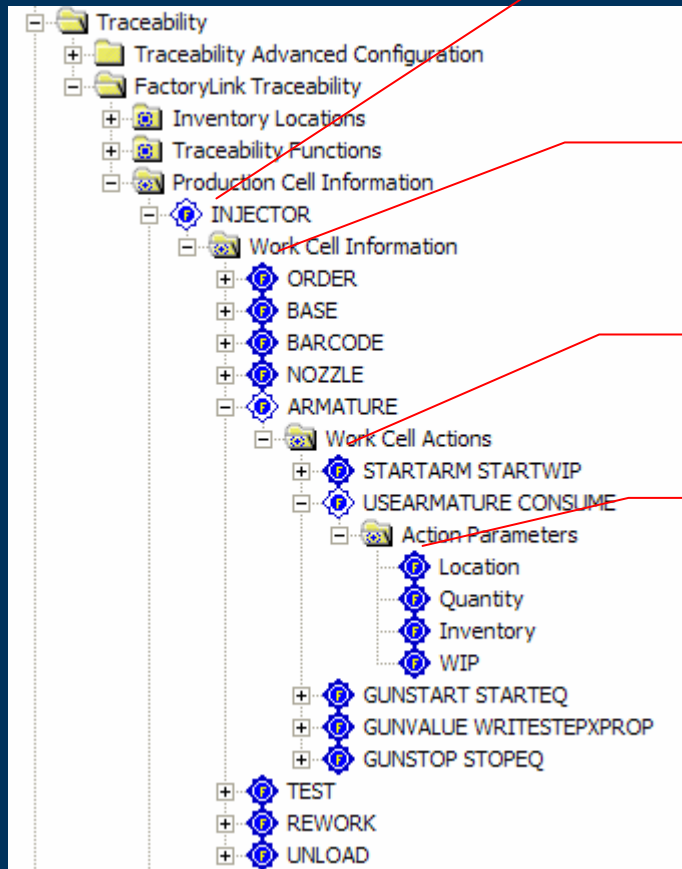 Traceability
Traceability Advanced Configuration
FactoryLink Traceability
Inventory Locations
Traceability Functions
Production Cell Information
INJECTOR
Work Cell Information
ORDER
BASE
BARCODE
NOZZLE
ARMATURE
Work Cell Actions
STARTARM STARTWIP
USEARMATURE CONSUME
Action Parameters
Location
Quantity
Inventory
WIP
GUNSTART STARTEQ
GUNVALUE WRITESTEPXPROP
GUNSTOP STOPEQ
TEST
REWORK
UNLOAD